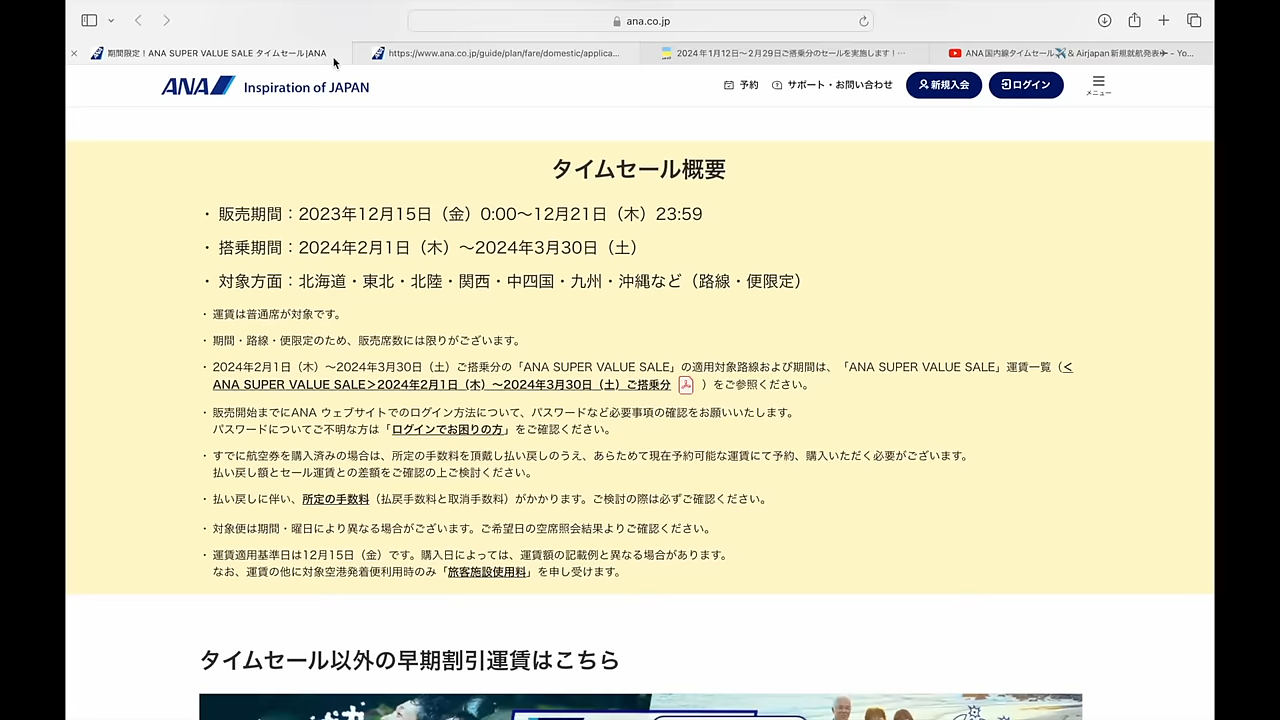 ana.co.jp
期間限定！ANA SUPER VALUE SALE タイムセール|ANA
https://www.ana.co.jp/guide/plan/fare/domestic/applica...
2024年1月12日〜2月29日ご搭乗分のセールを実施します！…
ANA国内線タイムセール✈️＆Airjapan新規就航発表✈ - Yo...
ANA Inspiration of JAPAN
予約
サポート・お問い合わせ
新規入会
ログイン
メニュー
タイムセール概要
・販売期間：2023年12月15日（金）0:00〜12月21日（木）23:59
・搭乗期間：2024年2月1日（木）〜2024年3月30日（土）
・対象方面：北海道・東北・北陸・関西・中四国・九州・沖縄など（路線・便限定）
・運賃は普通席が対象です。
・期間・路線・便限定のため、販売席数には限りがございます。
・2024年2月1日（木）〜2024年3月30日（土）ご搭乗分の「ANA SUPER VALUE SALE」の適用対象路線および期間は、「ANA SUPER VALUE SALE」運賃一覧（＜
ANA SUPER VALUE SALE＞2024年2月1日（木）〜2024年3月30日（土）ご搭乗分 ）をご参照ください。
・販売開始までにANA ウェブサイトでのログイン方法について、パスワードなど必要事項の確認をお願いいたします。
パスワードについてご不明な方は「ログインでお困りの方」をご確認ください。
・すでに航空券を購入済みの場合は、所定の手数料を頂戴し払い戻しのうえ、あらためて現在予約可能な運賃にて予約、購入いただく必要がございます。
払い戻し額とセール運賃との差額をご確認の上ご検討ください。
・払い戻しに伴い、所定の手数料（払戻手数料と取消手数料）がかかります。ご検討の際は必ずご確認ください。
・対象便は期間・曜日により異なる場合がございます。ご希望日の空席照会結果よりご確認ください。
・運賃適用基準日は12月15日（金）です。購入日によっては、運賃額の記載例と異なる場合があります。
なお、運賃の他に対象空港発着便利用時のみ「旅客施設使用料」を申し受けます。
タイムセール以外の早期割引運賃はこちら